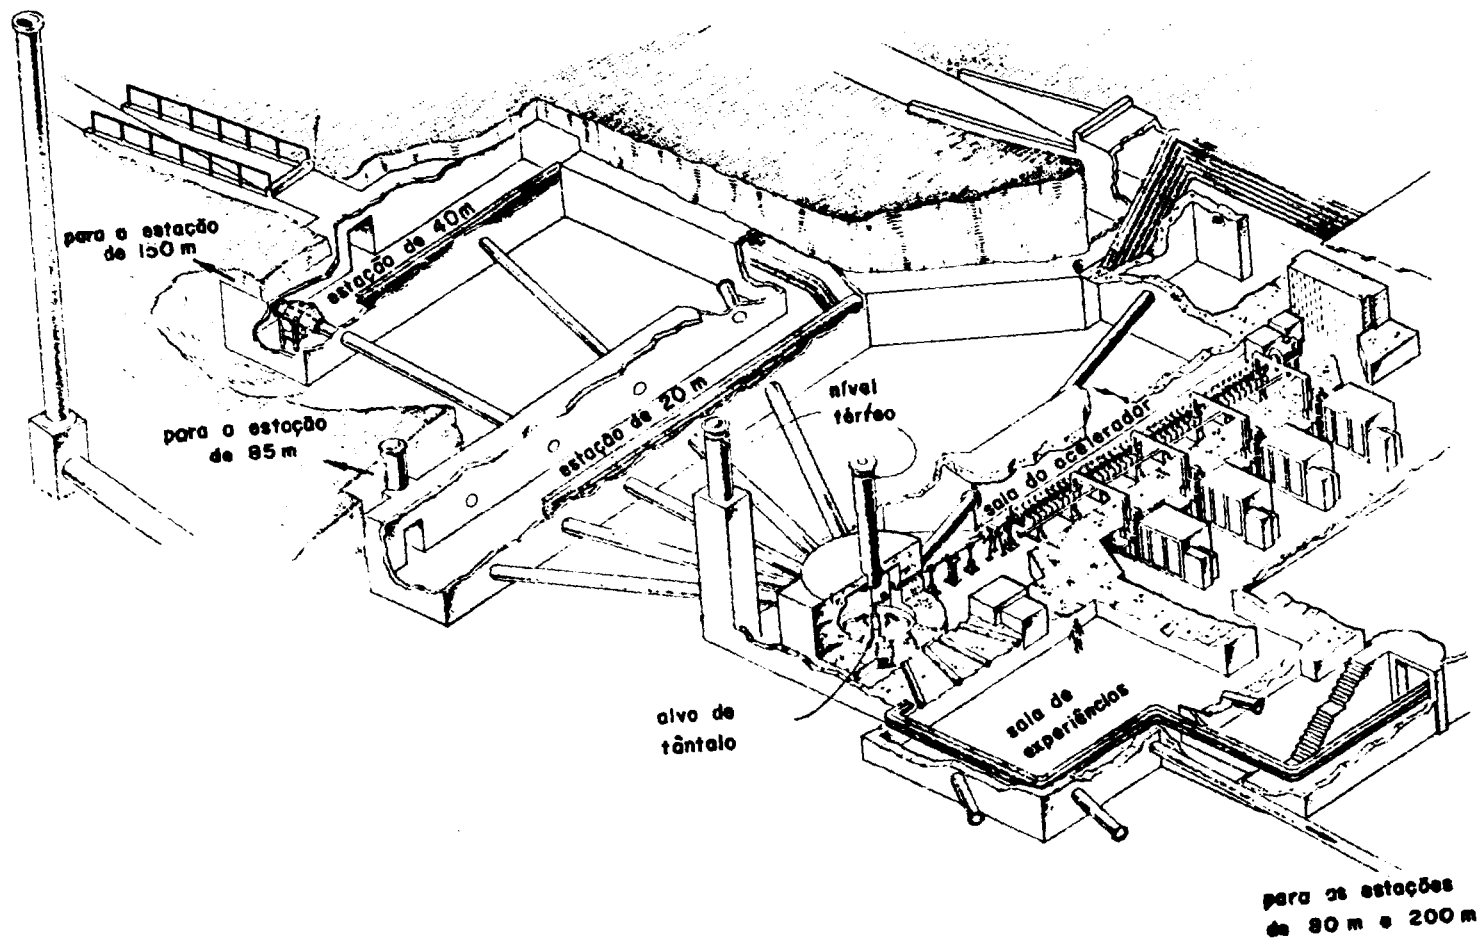 para a estação
de 150 m
estação de 40 m
para a estação
de 85 m
estação de 20 m
nível
térreo
sala do acelerador
alvo de
tântalo
sala de
experiências
para as estações
de 80 m e 200 m